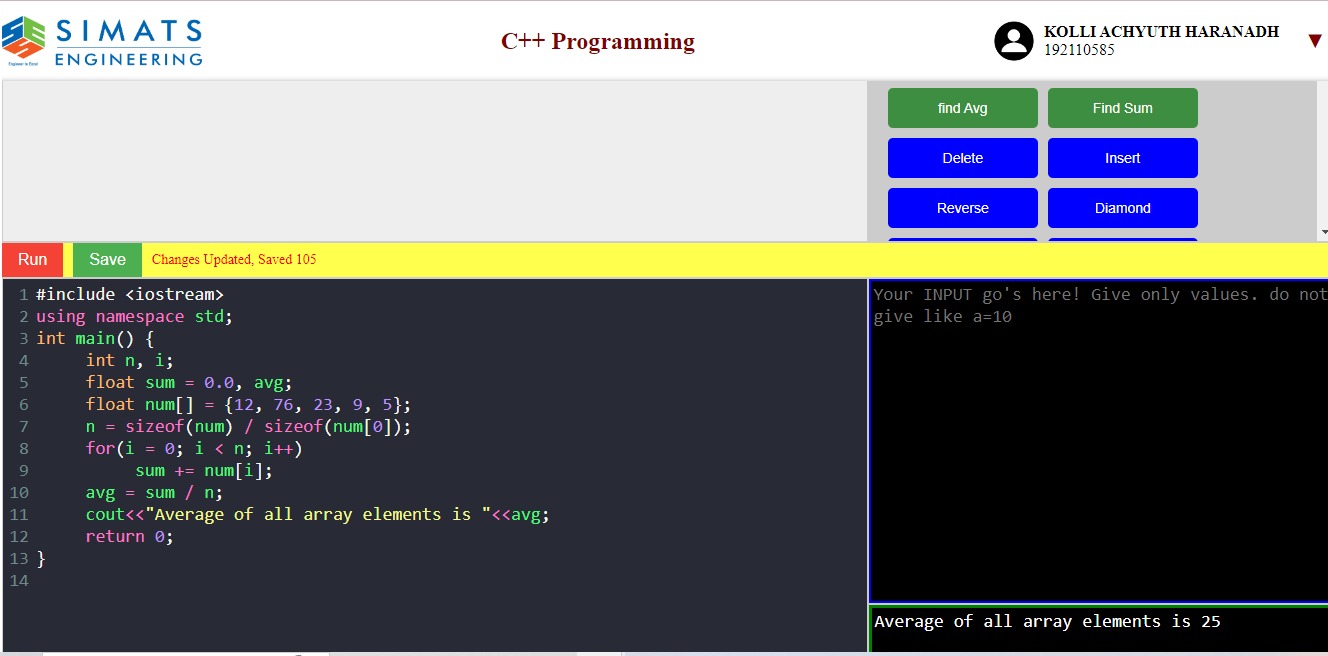 SIMATS
ENGINEERING
Engineer to Excel
C++ Programming
KOLLI ACHYUTH HARANADH
192110585
find Avg
Find Sum
Delete
Insert
Reverse
Diamond
Run
Save
Changes Updated, Saved 105
1 #include <iostream>
2 using namespace std;
3 int main() {
4      int n, i;
5      float sum = 0.0, avg;
6      float num[] = {12, 76, 23, 9, 5};
7      n = sizeof(num) / sizeof(num[0]);
8      for(i = 0; i < n; i++)
9           sum += num[i];
10      avg = sum / n;
11      cout<<"Average of all array elements is "<<avg;
12      return 0;
13 }
14
Your INPUT go's here! Give only values. do not
give like a=10
Average of all array elements is 25